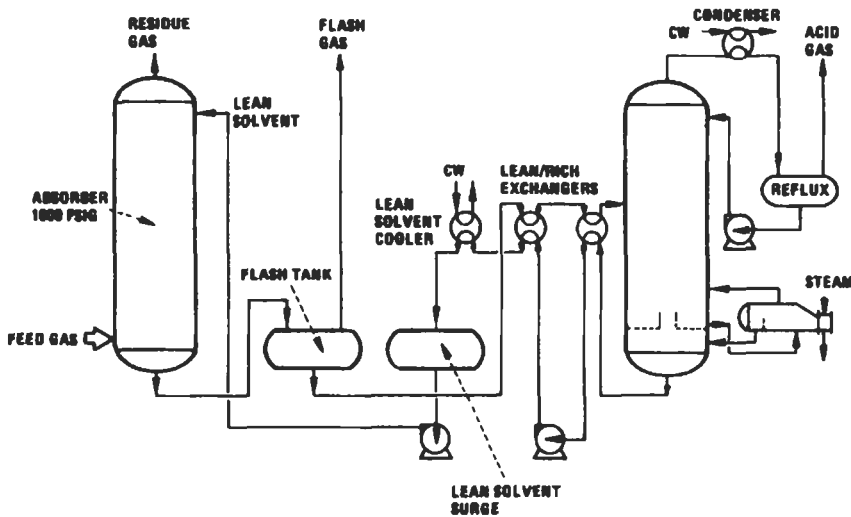 RESIDUE
GAS
FLASH
GAS
CONDENSER
CW
ACID
GAS
LEAN
SOLVENT
ABSORBER
1000 PSIG
CW
LEAN/RICH
EXCHANGERS
LEAN
SOLVENT
COOLER
REFLUX
FLASH TANK
STEAM
FEED GAS
LEAN SOLVENT
SURGE